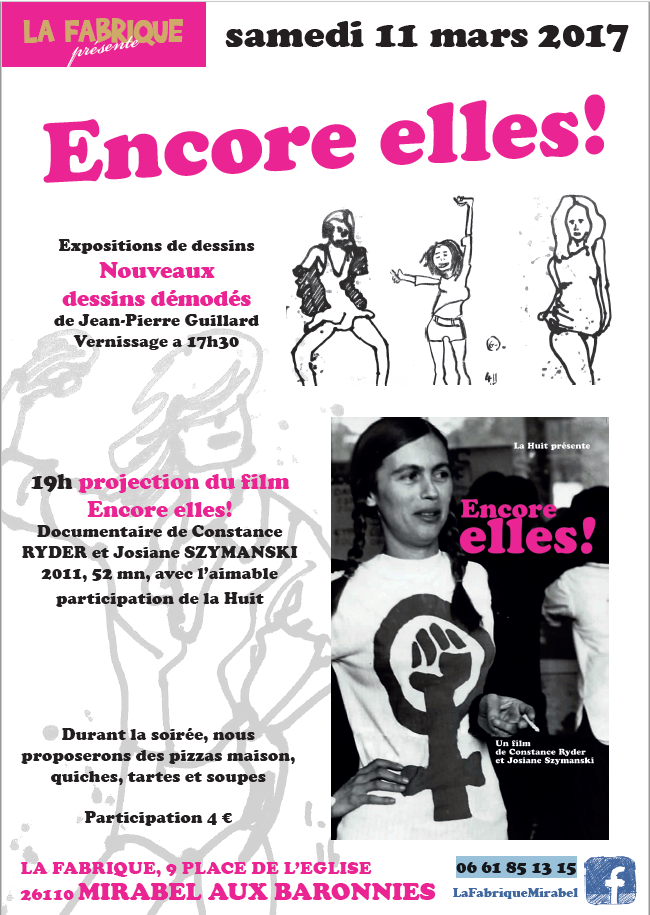 LA FABRIQUE
présente
samedi 11 mars 2017
Encore elles!
Expositions de dessins
Nouveaux
dessins démodés
de Jean-Pierre Guillard
Vernissage a 17h30
19h projection du film
Encore elles!
Documentaire de Constance
RYDER et Josiane SZYMANSKI
2011, 52 mn, avec l'aimable
participation de la Huit
La Huit présente
Encore
elles!
Un film
de Constance Ryder
et Josiane Szymanski
Durant la soirée, nous
proposerons des pizzas maison,
quiches, tartes et soupes
Participation 4 €
LA FABRIQUE, 9 PLACE DE L'EGLISE
26110 MIRABEL AUX BARONNIES
06 61 85 13 15
LaFabriqueMirabel
f